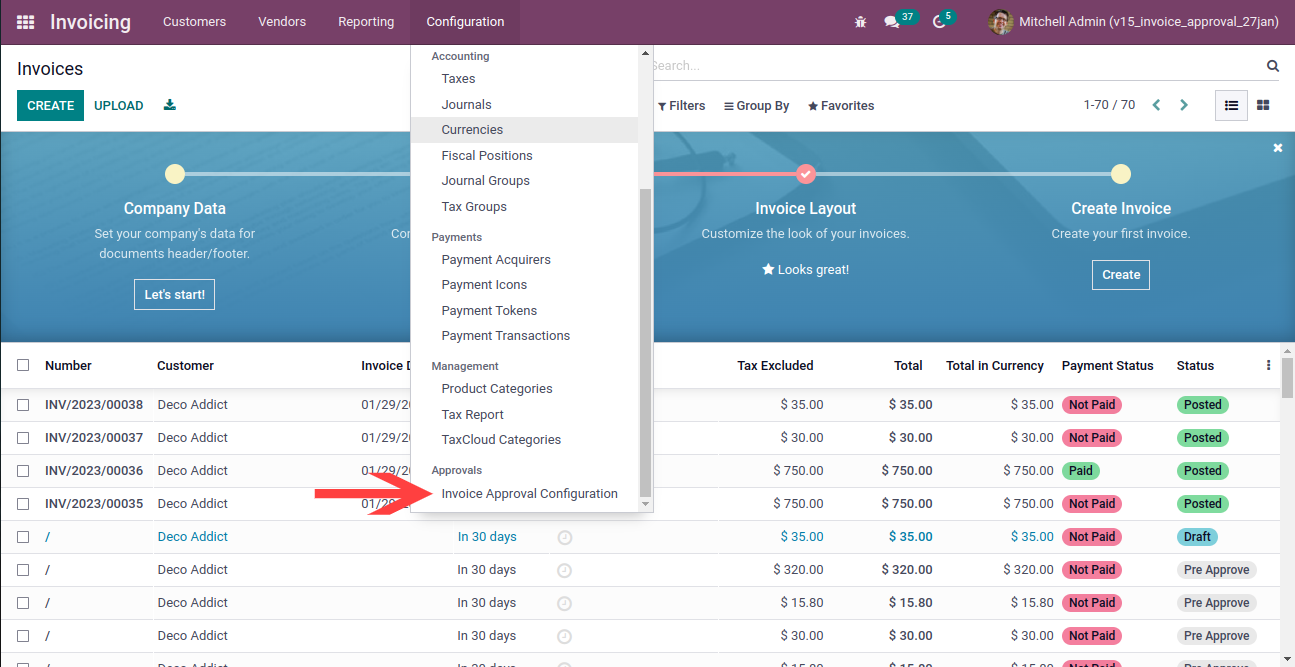 Invoicing Customers Vendors Reporting Configuration 37 5 Mitchell Admin (v15_invoice_approval_27jan)
Invoices
Search...
CREATE UPLOAD
Filters Group By Favorites 1-70 / 70
Accounting
Taxes
Journals
Currencies
Fiscal Positions
Journal Groups
Tax Groups
Payments
Payment Acquirers
Payment Icons
Payment Tokens
Payment Transactions
Management
Product Categories
Tax Report
TaxCloud Categories
Approvals
Invoice Approval Configuration
Company Data
Set your company's data for
documents header/footer.
Let's start!
Invoice Layout
Customize the look of your invoices.
Looks great!
Create Invoice
Create your first invoice.
Create
Number Customer Invoice Tax Excluded Total Total in Currency Payment Status Status
INV/2023/00038 Deco Addict 01/29/20 $ 35.00 $ 35.00 $ 35.00 Not Paid Posted
INV/2023/00037 Deco Addict 01/29/20 $ 30.00 $ 30.00 $ 30.00 Not Paid Posted
INV/2023/00036 Deco Addict 01/29/20 $ 750.00 $ 750.00 $ 750.00 Paid Posted
INV/2023/00035 Deco Addict 01/29/20 $ 750.00 $ 750.00 $ 750.00 Not Paid Posted
/ Deco Addict In 30 days $ 35.00 $ 35.00 $ 35.00 Not Paid Draft
/ Deco Addict In 30 days $ 320.00 $ 320.00 $ 320.00 Not Paid Pre Approve
/ Deco Addict In 30 days $ 15.80 $ 15.80 $ 15.80 Not Paid Pre Approve
/ Deco Addict In 30 days $ 30.00 $ 30.00 $ 30.00 Not Paid Pre Approve